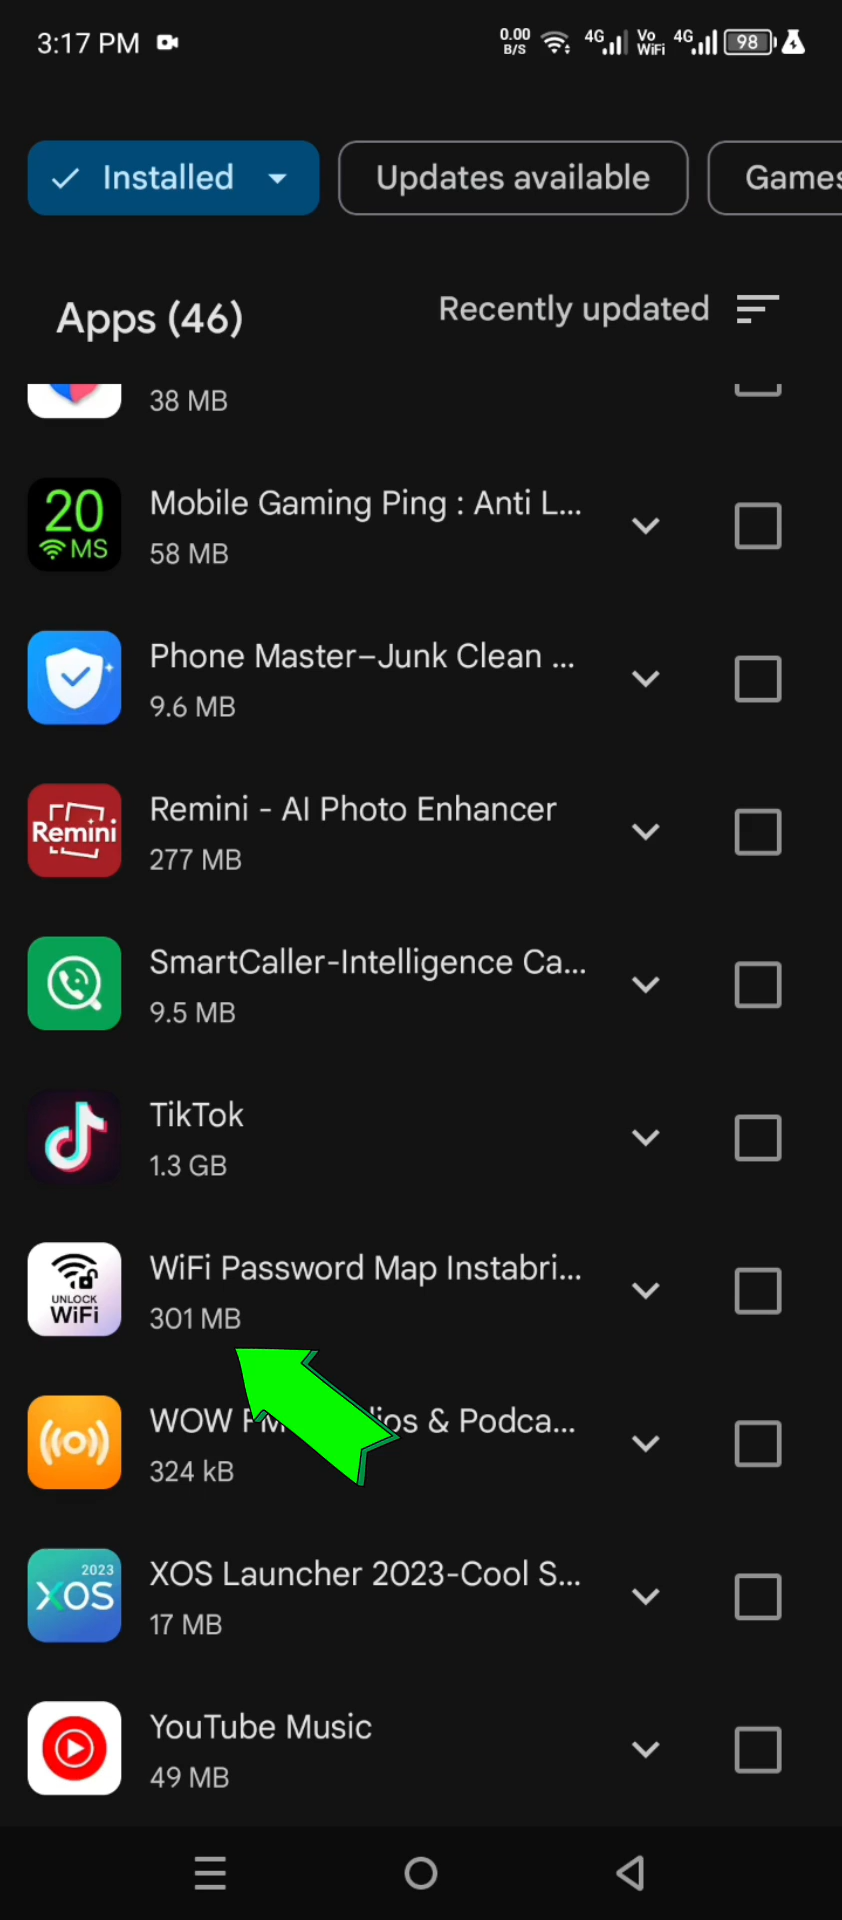 3:17 PM
0.00 B/S
4G
Vo WiFi
4G
98
Installed
Updates available
Games
Apps (46)
Recently updated
38 MB
20
MS
Mobile Gaming Ping : Anti L...
58 MB
Phone Master–Junk Clean ...
9.6 MB
Remini
Remini - AI Photo Enhancer
277 MB
SmartCaller-Intelligence Ca...
9.5 MB
TikTok
1.3 GB
UNLOCK
WiFi
WiFi Password Map Instabri...
301 MB
WOW FM & Podca...
324 kB
2023
XOS
XOS Launcher 2023-Cool S...
17 MB
YouTube Music
49 MB